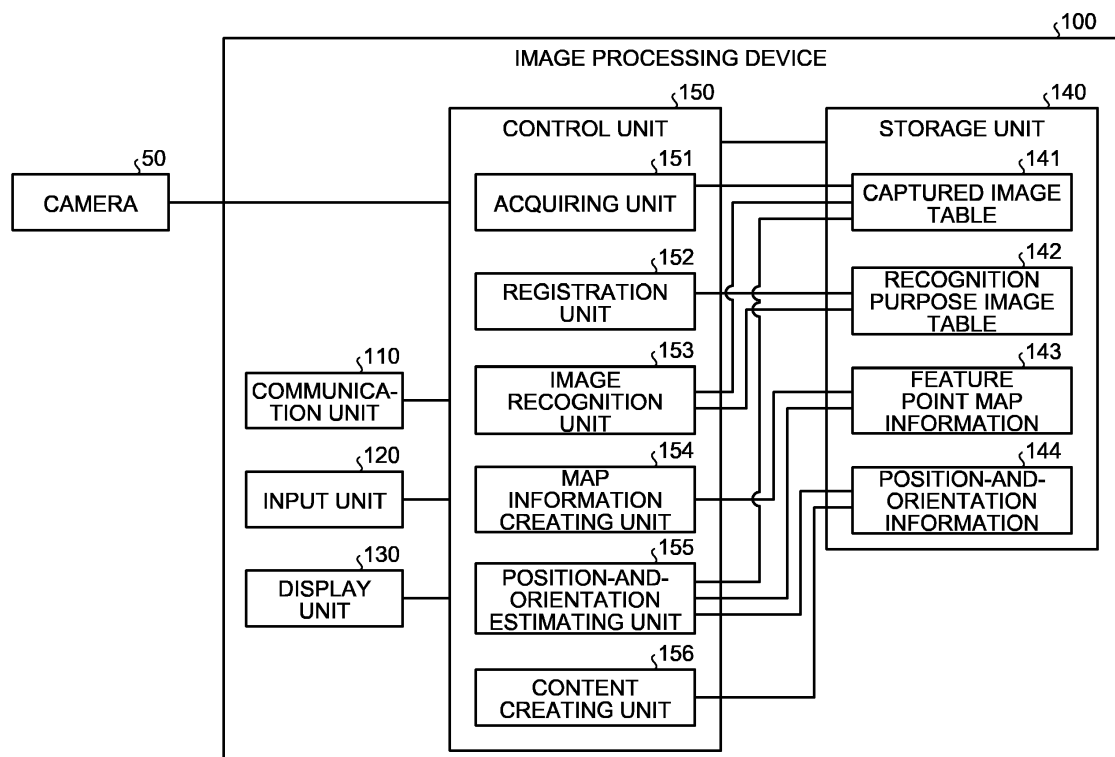 100
IMAGE PROCESSING DEVICE
50
CAMERA
110
COMMUNICA-
TION UNIT
120
INPUT UNIT
130
DISPLAY
UNIT
150
CONTROL UNIT
151
ACQUIRING UNIT
152
REGISTRATION
UNIT
153
IMAGE
RECOGNITION
UNIT
154
MAP
INFORMATION
CREATING UNIT
155
POSITION-AND-
ORIENTATION
ESTIMATING UNIT
156
CONTENT
CREATING UNIT
140
STORAGE UNIT
141
CAPTURED IMAGE
TABLE
142
RECOGNITION
PURPOSE IMAGE
TABLE
143
FEATURE
POINT MAP
INFORMATION
144
POSITION-AND-
ORIENTATION
INFORMATION